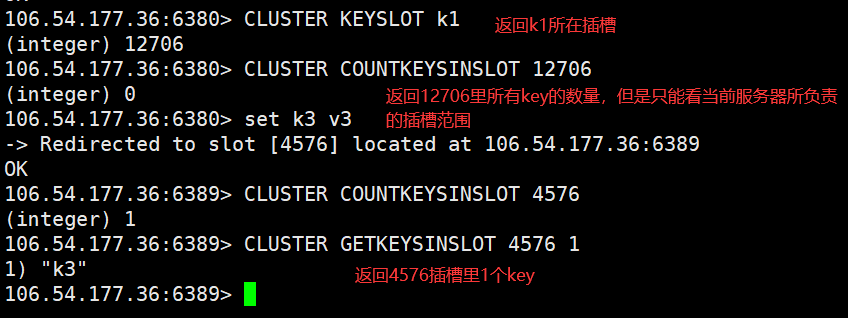 106.54.177.36:6380> CLUSTER KEYSLOT k1 返回k1所在插槽
(integer) 12706
106.54.177.36:6380> CLUSTER COUNTKEYSINSLOT 12706
(integer) 0 返回12706里所有key的数量，但是只能看当前服务器所负责
106.54.177.36:6380> set k3 v3 的插槽范围
-> Redirected to slot [4576] located at 106.54.177.36:6389
OK
106.54.177.36:6389> CLUSTER COUNTKEYSINSLOT 4576
(integer) 1
106.54.177.36:6389> CLUSTER GETKEYSINSLOT 4576 1
1) "k3" 返回4576插槽里1个key
106.54.177.36:6389>